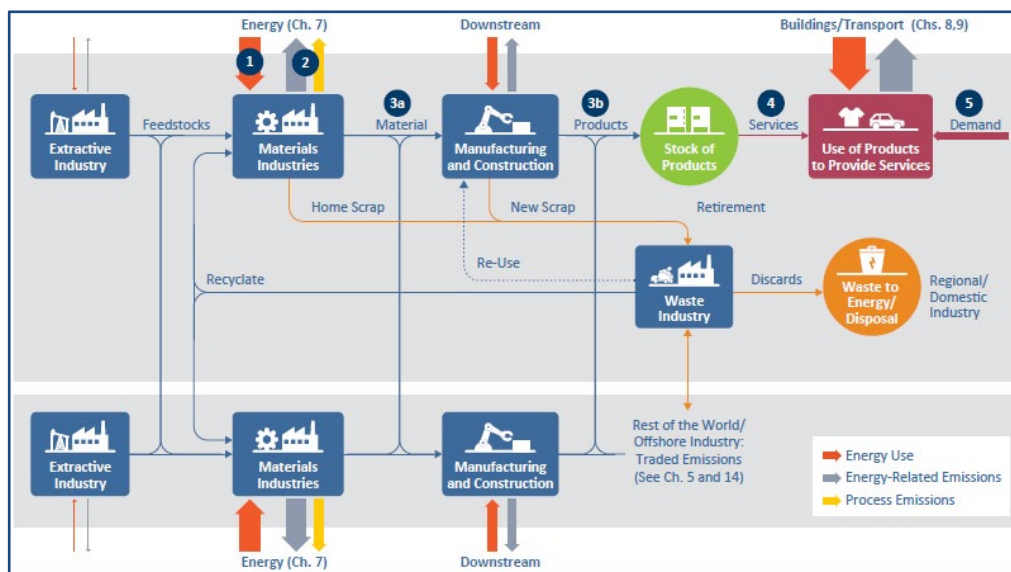 Energy (Ch. 7)
Downstream
Buildings/Transport (Chs. 8,9)
1
2
3a
3b
4
5
Extractive
Industry
Feedstocks
Materials
Industries
Material
Manufacturing
and Construction
Products
Stock of
Products
Services
Use of Products
to Provide Services
Demand
Home Scrap
New Scrap
Retirement
Re-Use
Recyclate
Waste
Industry
Discards
Waste to
Energy/
Disposal
Regional/
Domestic
Industry
Extractive
Industry
Materials
Industries
Manufacturing
and Construction
Rest of the World/
Offshore Industry:
Traded Emissions
(See Ch. 5 and 14)
Energy Use
Energy-Related Emissions
Process Emissions
Energy (Ch. 7)
Downstream